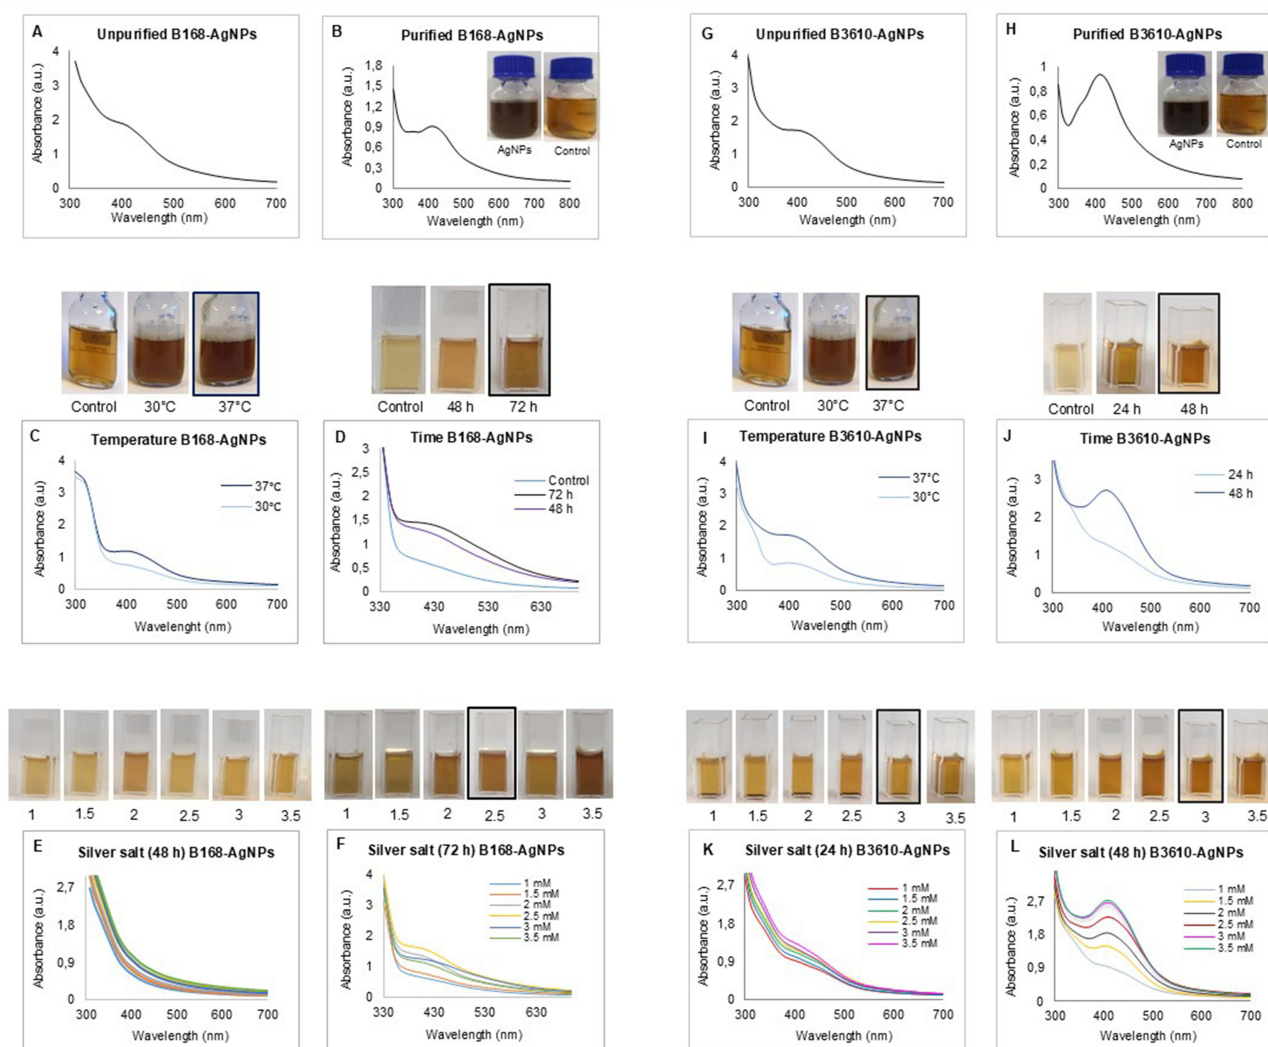 A
Unpurified B168-AgNPs
Absorbance (a.u.)
4
3
2
1
0
300 400 500 600 700
Wavelength (nm)
B
Purified B168-AgNPs
Absorbance (a.u.)
1,8
1,5
1,2
0,9
0,6
0,3
0
300 400 500 600 700 800
Wavelength (nm)
AgNPs Control
G
Unpurified B3610-AgNPs
Absorbance (a.u.)
4
3
2
1
0
300 400 500 600 700
Wavelength (nm)
H
Purified B3610-AgNPs
Absorbance (a.u.)
1
0,8
0,6
0,4
0,2
0
300 400 500 600 700 800
Wavelength (nm)
AgNPs Control
Control 30°C 37°C
Control 48 h 72 h
Control 30°C 37°C
Control 24 h 48 h
C
Temperature B168-AgNPs
Absorbance (a.u)
4
3
2
1
0
37°C
30°C
300 400 500 600 700
Wavelenght (nm)
D
Time B168-AgNPs
Absorbance (a.u.)
3
2,5
2
1,5
1
0,5
0
Control
72 h
48 h
330 430 530 630
Wavelength (nm)
I
Temperature B3610-AgNPs
Absorbance (a.u.)
4
3
2
1
0
37°C
30°C
300 400 500 600 700
Wavelength (nm)
J
Time B3610-AgNPs
Absorbance (a.u.)
3
2
1
0
24 h
48 h
300 400 500 600 700
Wavelength (nm)
1 1.5 2 2.5 3 3.5
1 1.5 2 2.5 3 3.5
1 1.5 2 2.5 3 3.5
1 1.5 2 2.5 3 3.5
E
Silver salt (48 h) B168-AgNPs
Absorbance (a.u.)
2,7
1,8
0,9
0
300 400 500 600 700
Wavelength (nm)
F
Silver salt (72 h) B168-AgNPs
Absorbance (a.u.)
4
3
2
1
0
1 mM
1.5 mM
2 mM
2.5 mM
3 mM
3.5 mM
330 430 530 630
Wavelength (nm)
K
Silver salt (24 h) B3610-AgNPs
Absorbance (a.u.)
2,7
1,8
0,9
0
1 mM
1.5 mM
2 mM
2.5 mM
3 mM
3.5 mM
300 400 500 600 700
Wavelength (nm)
L
Silver salt (48 h) B3610-AgNPs
Absorbance (a.u.)
2,7
1,8
0,9
0
1 mM
1.5 mM
2 mM
2.5 mM
3 mM
3.5 mM
300 400 500 600 700
Wavelength (nm)